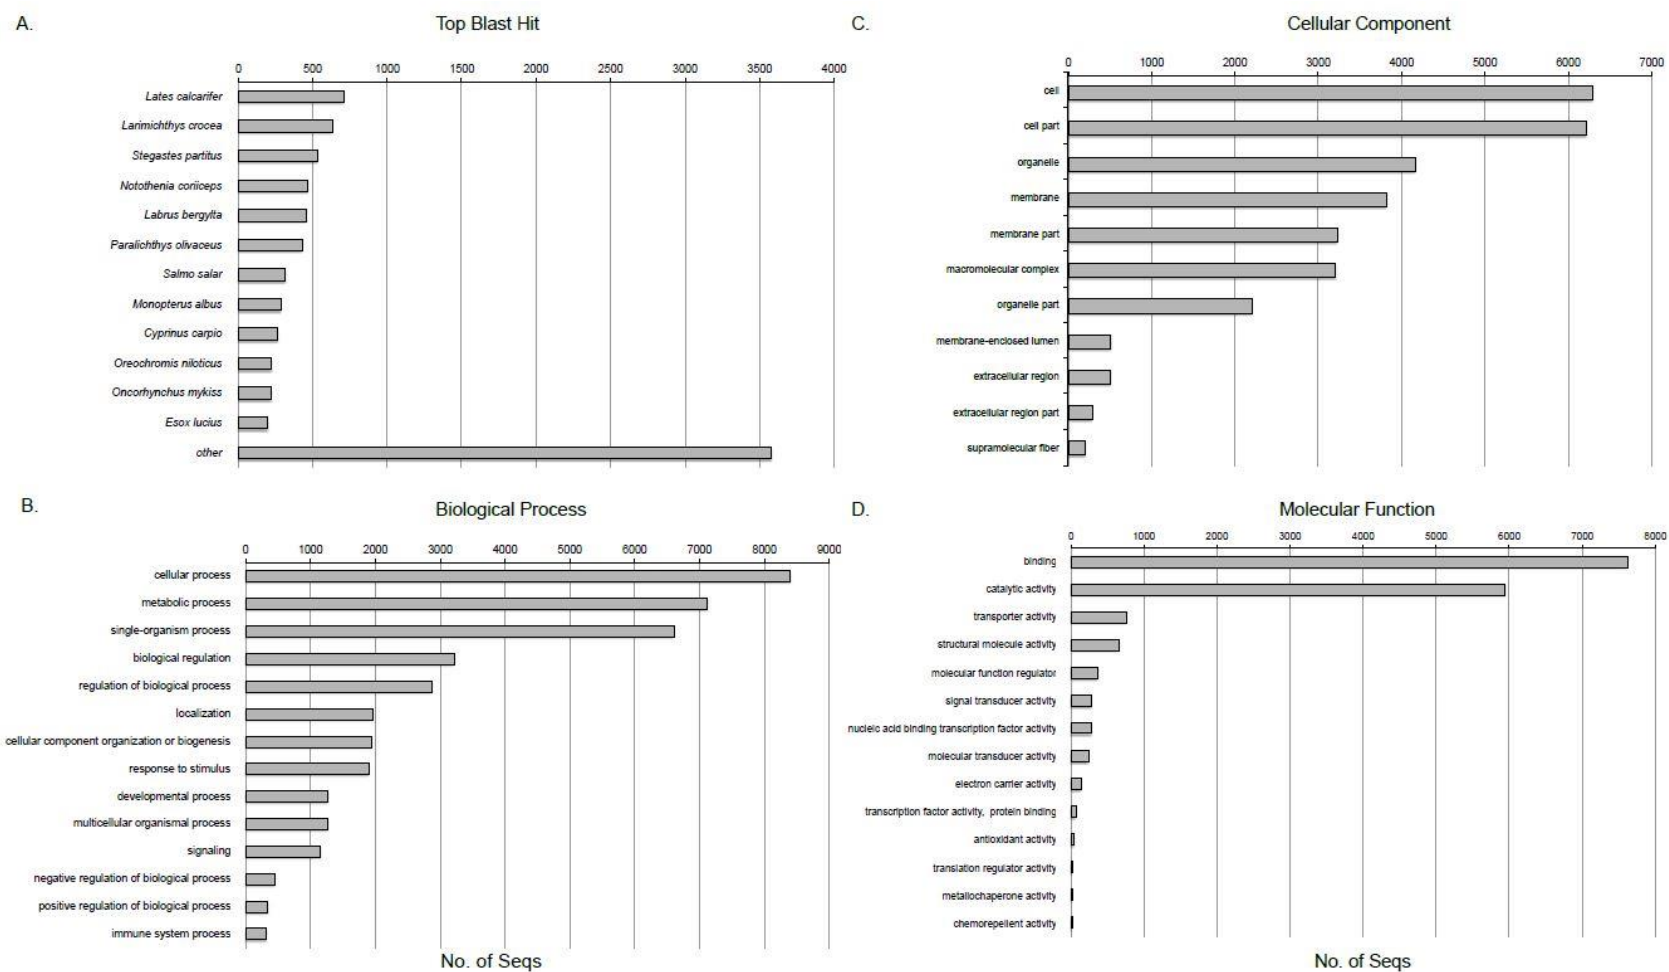 A.
Top Blast Hit
0 500 1000 1500 2000 2500 3000 3500 4000
Lates calcarifer
Larimichthys crocea
Stegastes partitus
Notothenia coriiceps
Labrus bergylta
Paralichthys olivaceus
Salmo salar
Monopterus albus
Cyprinus carpio
Oreochromis niloticus
Oncorhynchus mykiss
Esox lucius
other
B.
Biological Process
0 1000 2000 3000 4000 5000 6000 7000 8000 9000
cellular process
metabolic process
single-organism process
biological regulation
regulation of biological process
localization
cellular component organization or biogenesis
response to stimulus
developmental process
multicellular organismal process
signaling
negative regulation of biological process
positive regulation of biological process
immune system process
No. of Seqs
C.
Cellular Component
0 1000 2000 3000 4000 5000 6000 7000
cell
cell part
organelle
membrane
membrane part
macromolecular complex
organelle part
membrane-enclosed lumen
extracellular region
extracellular region part
supramolecular fiber
D.
Molecular Function
0 1000 2000 3000 4000 5000 6000 7000 8000
binding
catalytic activity
transporter activity
structural molecule activity
molecular function regulator
signal transducer activity
nucleic acid binding transcription factor activity
molecular transducer activity
electron carrier activity
transcription factor activity, protein binding
antioxidant activity
translation regulator activity
metallochaperone activity
chemorepellent activity
No. of Seqs